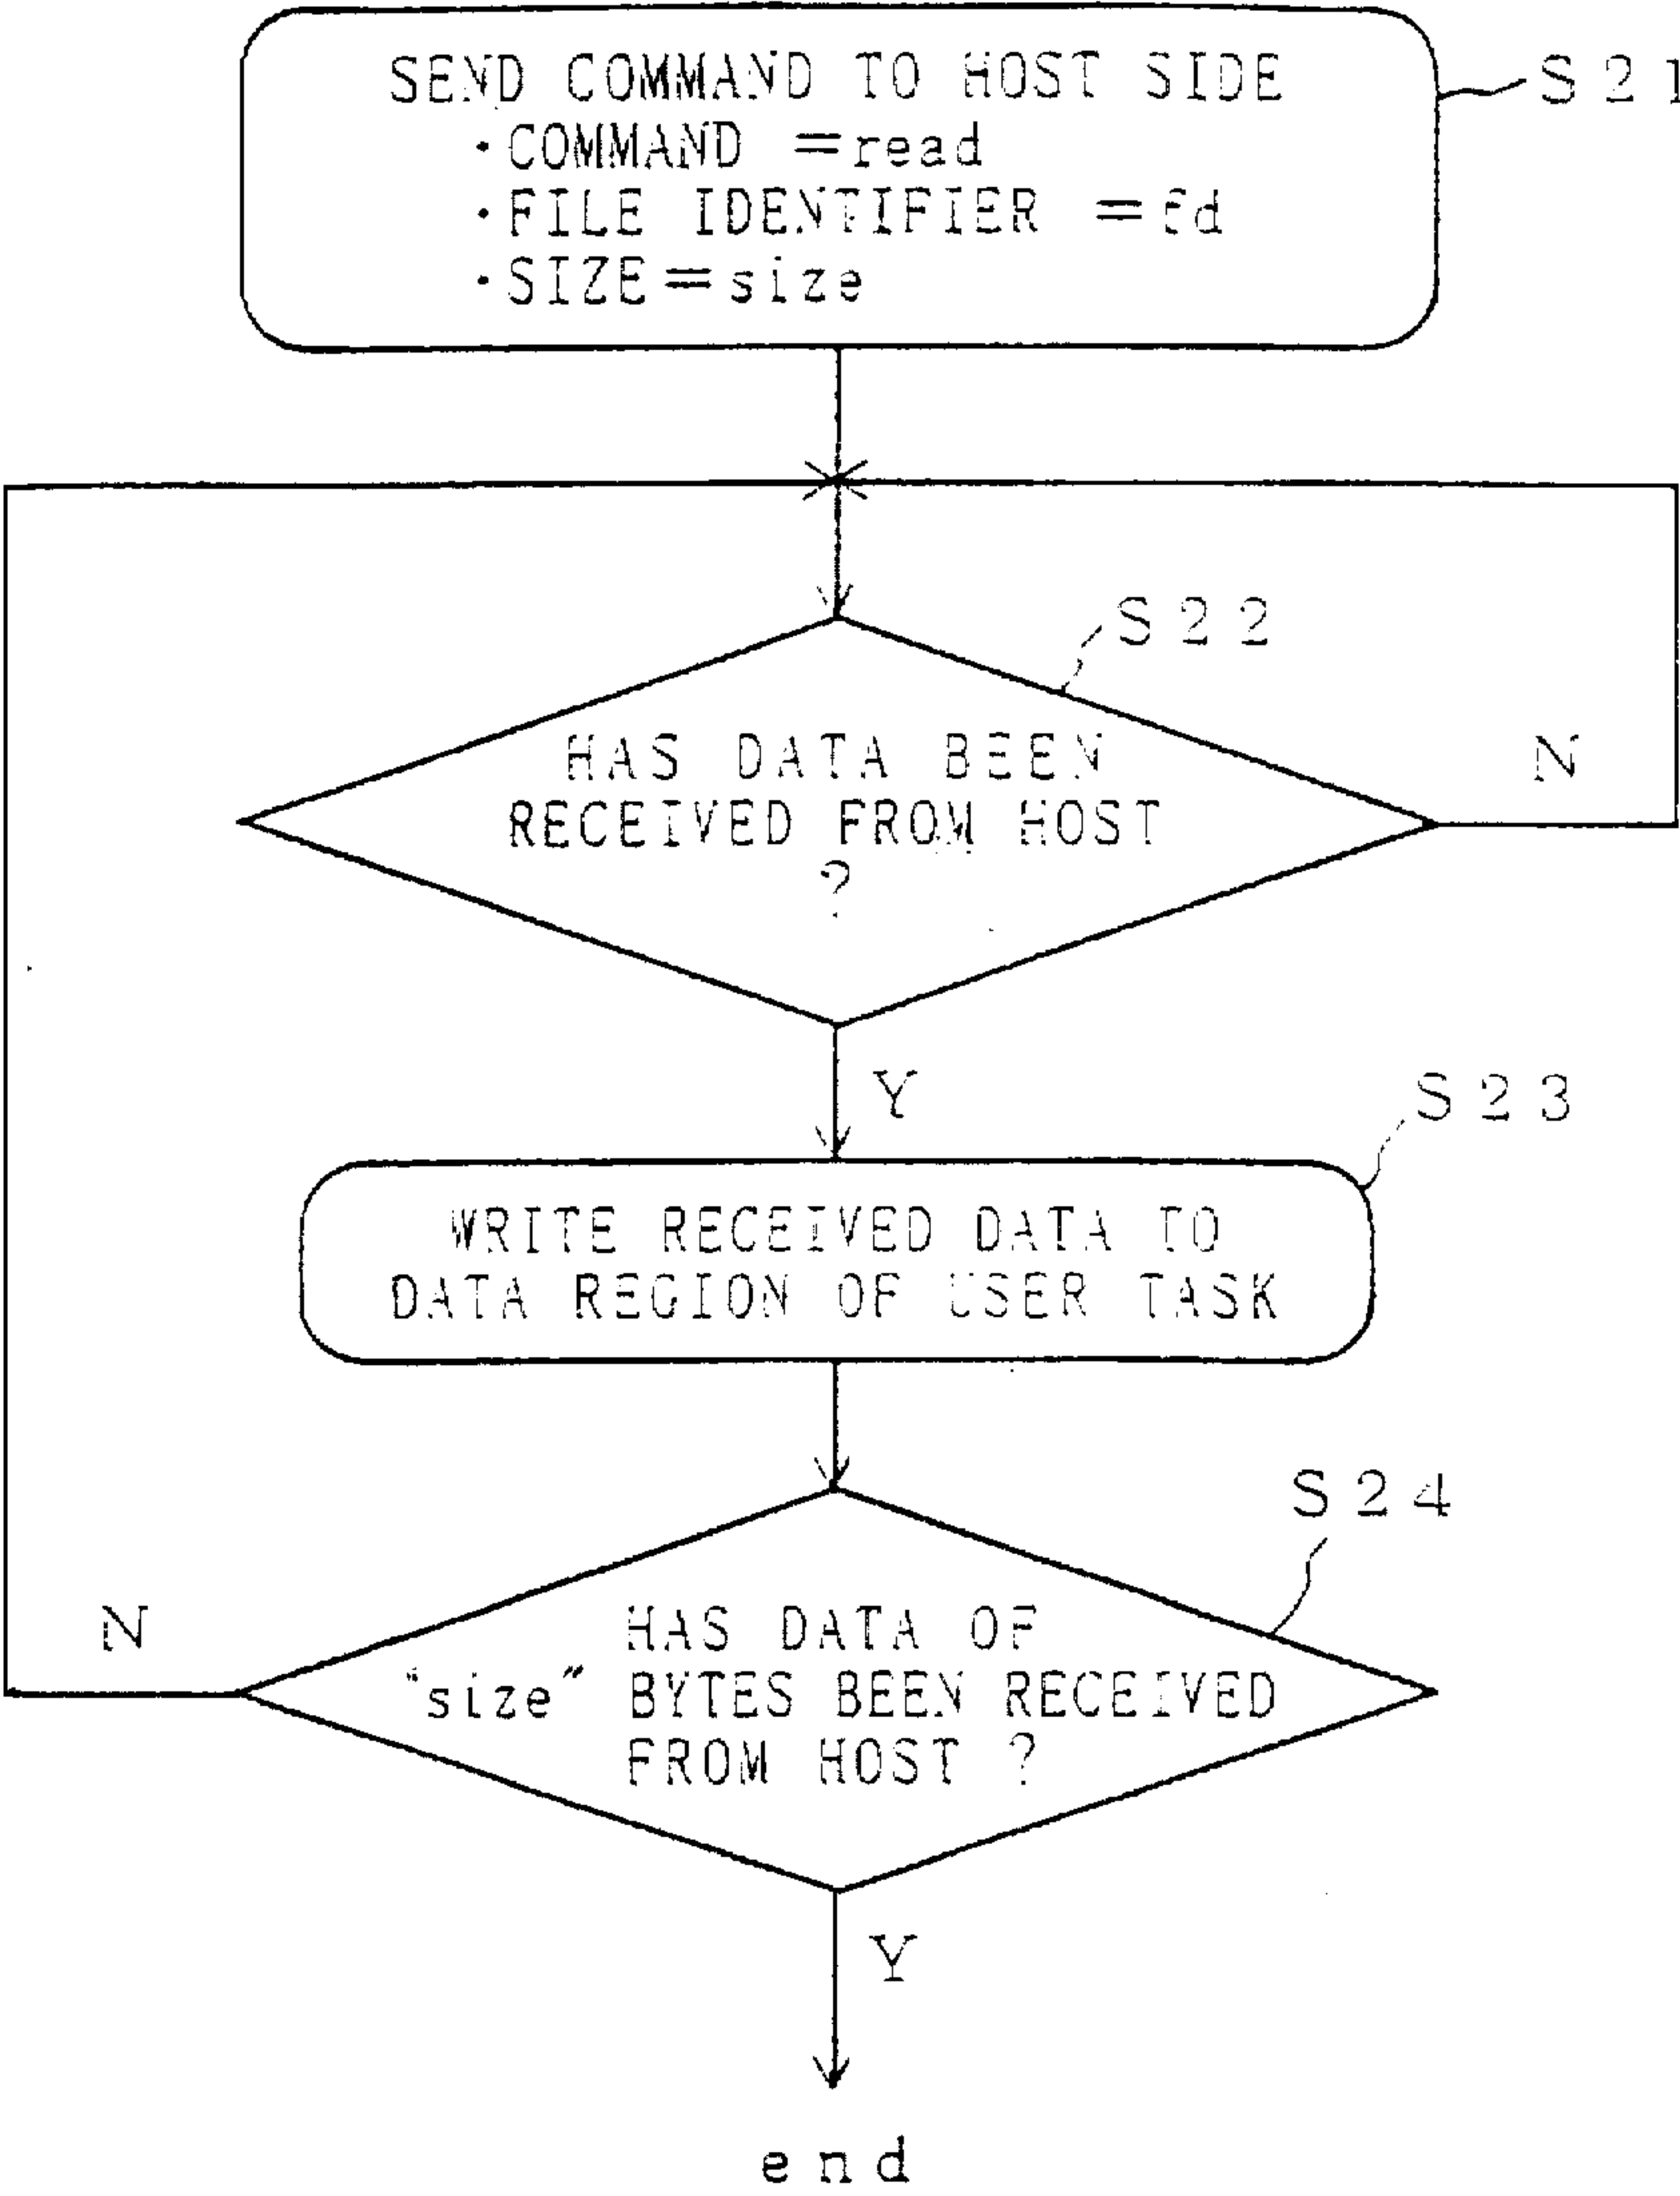 SEND COMMAND TO HOST SIDE
・COMMAND =read
・FILE IDENTIFIER =fd
・SIZE=size
S21
S22
HAS DATA BEEN
RECEIVED FROM HOST
?
N
Y
S23
WRITE RECEIVED DATA TO
DATA REGION OF USER TASK
S24
HAS DATA OF
"size" BYTES BEEN RECEIVED
FROM HOST ?
N
Y
end